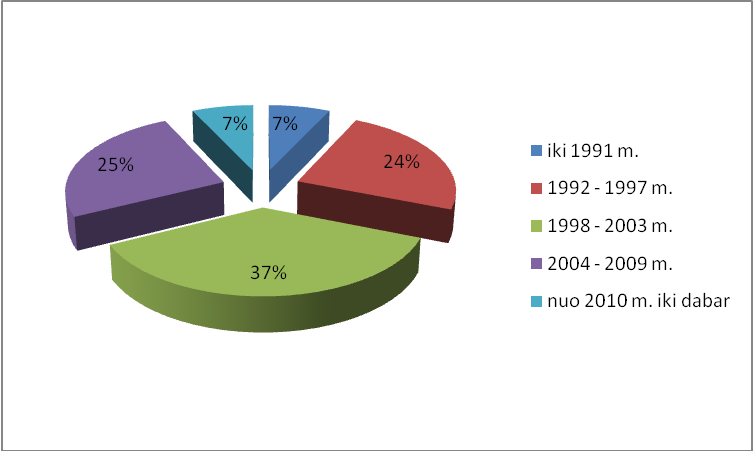 7%
7%
24%
25%
37%
iki 1991 m.
1992 - 1997 m.
1998 - 2003 m.
2004 - 2009 m.
nuo 2010 m. iki dabar